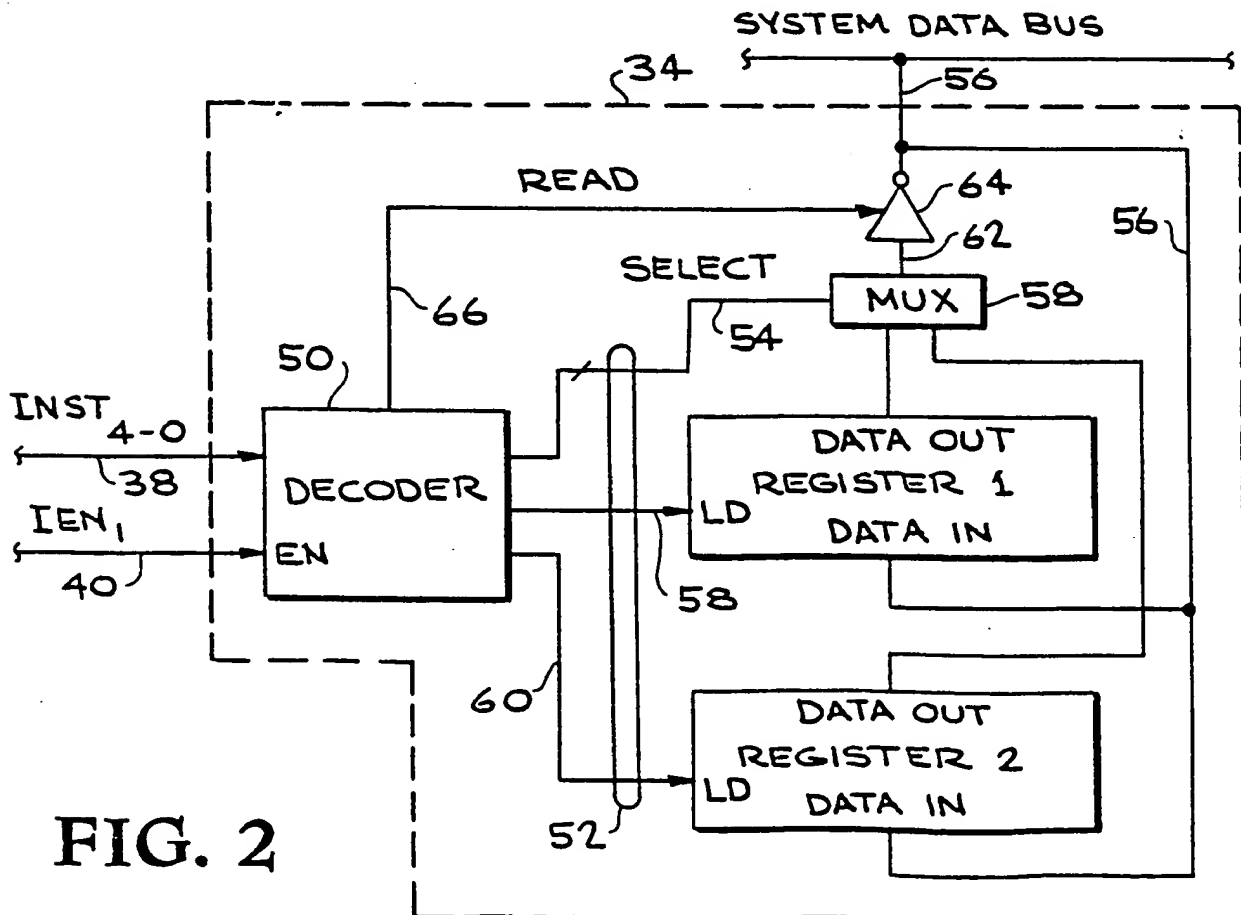 SYSTEM DATA BUS
34
56
READ
64
56
62
SELECT
MUX
58
66
54
50
INST 4-0
38
DECODER
IEN1
EN
40
DATA OUT
REGISTER 1
LD
DATA IN
58
60
DATA OUT
REGISTER 2
LD
DATA IN
52
FIG. 2